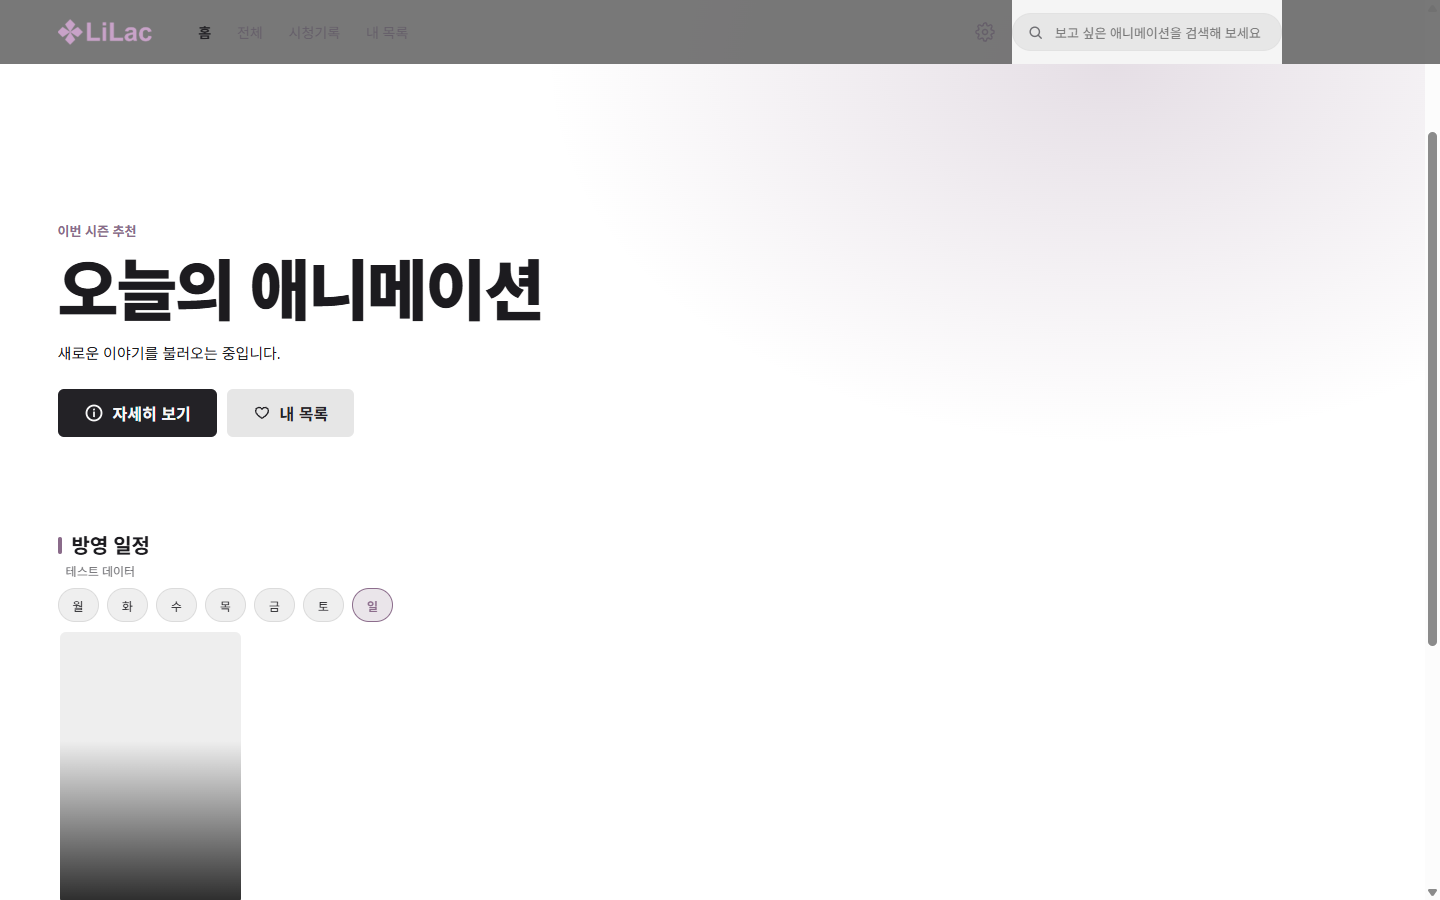 LiLac
홈 전체 시청기록 내 목록
보고 싶은 애니메이션을 검색해 보세요
이번 시즌 추천
오늘의 애니메이션
새로운 이야기를 불러오는 중입니다.
자세히 보기 내 목록
방영 일정
테스트 데이터
월 화 수 목 금 토 일